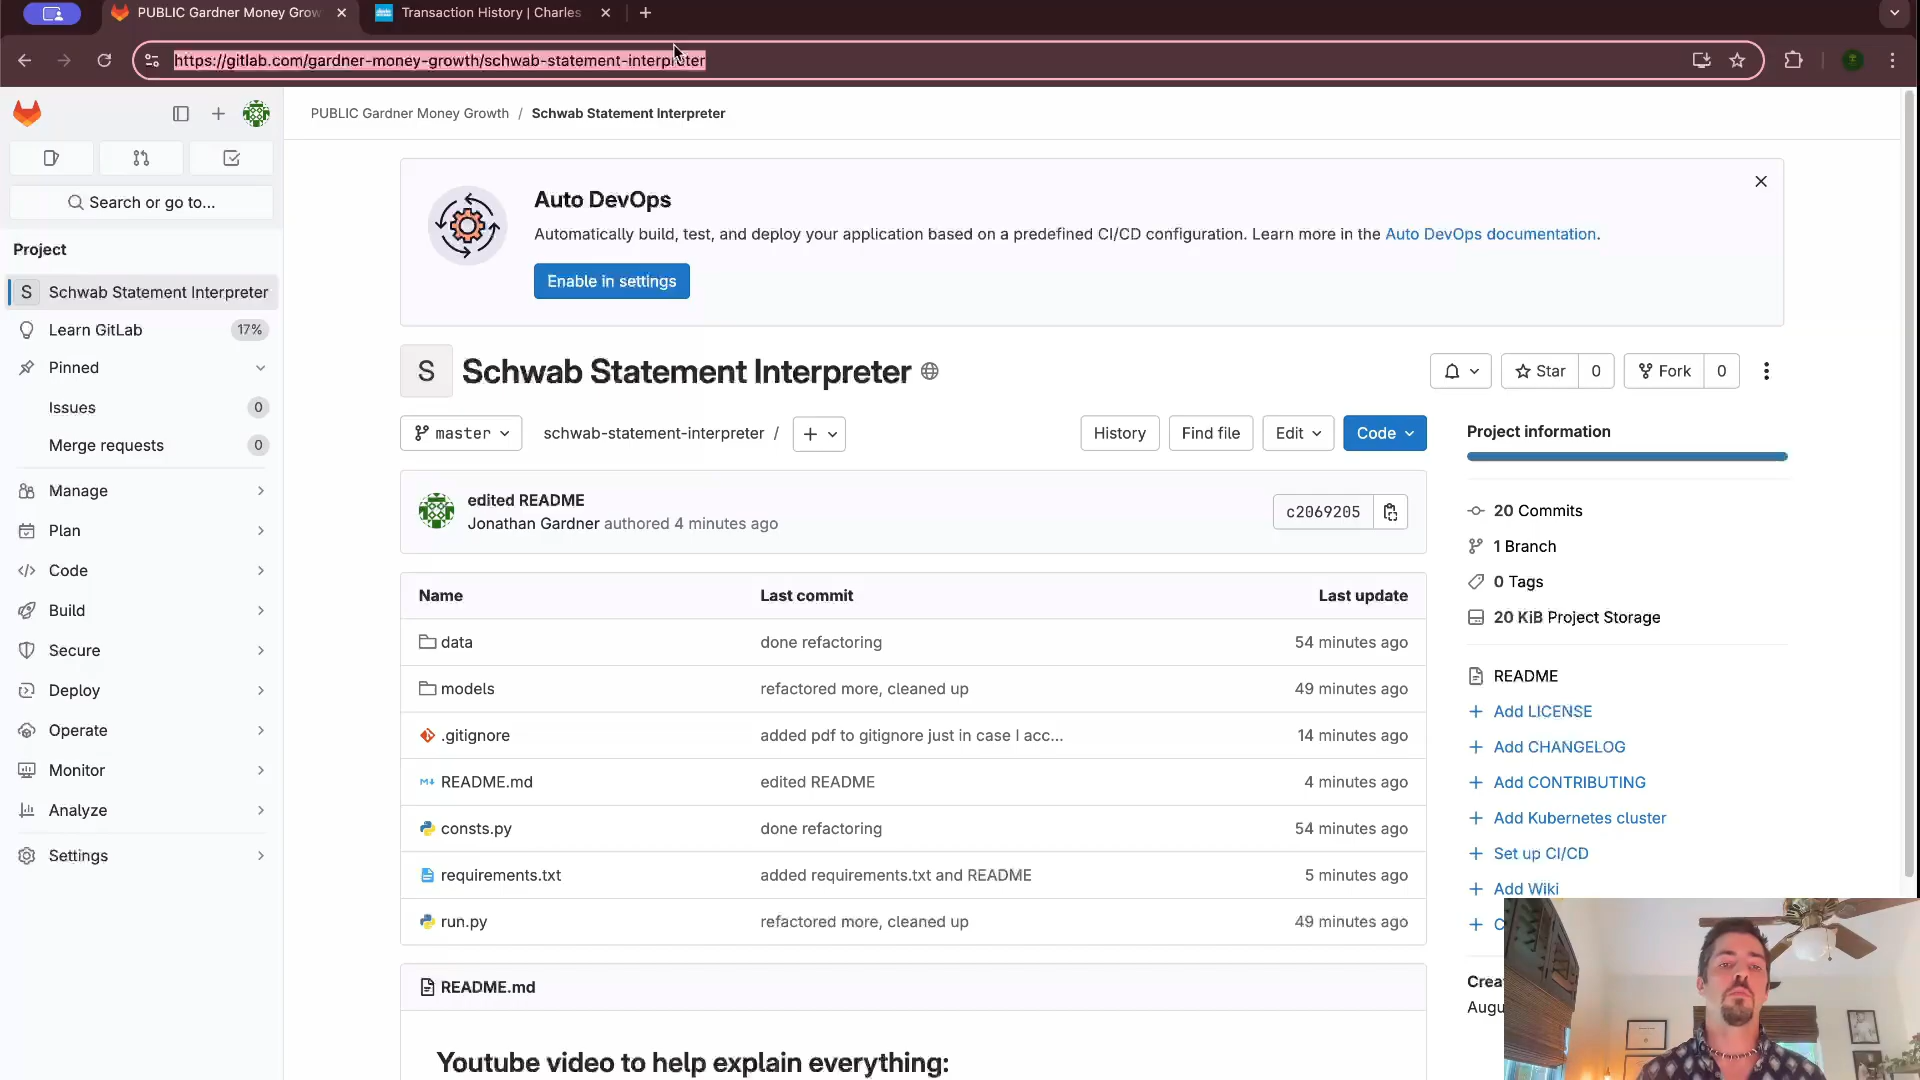 PUBLIC Gardner Money Grow
Transaction History | Charles
https://gitlab.com/gardner-money-growth/schwab-statement-interpreter
PUBLIC Gardner Money Growth / Schwab Statement Interpreter
Search or go to...
Project
S Schwab Statement Interpreter
Learn GitLab 17%
Pinned
Issues 0
Merge requests 0
Manage
Plan
Code
Build
Secure
Deploy
Operate
Monitor
Analyze
Settings
Auto DevOps
Automatically build, test, and deploy your application based on a predefined CI/CD configuration. Learn more in the Auto DevOps documentation.
Enable in settings
S Schwab Statement Interpreter
Star 0 Fork 0
master schwab-statement-interpreter / + History Find file Edit Code
edited README
Jonathan Gardner authored 4 minutes ago
c2069205
Name Last commit Last update
data done refactoring 54 minutes ago
models refactored more, cleaned up 49 minutes ago
.gitignore added pdf to gitignore just in case I acc... 14 minutes ago
README.md edited README 4 minutes ago
consts.py done refactoring 54 minutes ago
requirements.txt added requirements.txt and README 5 minutes ago
run.py refactored more, cleaned up 49 minutes ago
README.md
Youtube video to help explain everything:
Project information
20 Commits
1 Branch
0 Tags
20 KiB Project Storage
README
+ Add LICENSE
+ Add CHANGELOG
+ Add CONTRIBUTING
+ Add Kubernetes cluster
+ Set up CI/CD
+ Add Wiki
+ C
Crea
Augu